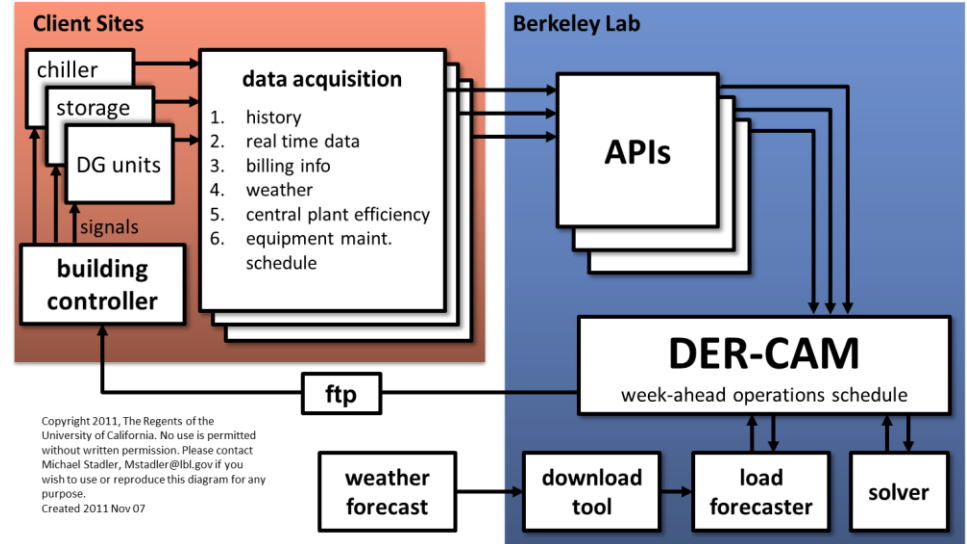 Client Sites
chiller
storage
DG units
signals
building
controller
data acquisition
1. history
2. real time data
3. billing info
4. weather
5. central plant efficiency
6. equipment maint.
schedule
Berkeley Lab
APIs
DER-CAM
week-ahead operations schedule
ftp
Copyright 2011, The Regents of the
University of California. No use is permitted
without written permission. Please contact
Michael Stadler, Mstadler@lbl.gov if you
wish to use or reproduce this diagram for any
purpose.
Created 2011 Nov 07
weather
forecast
download
tool
load
forecaster
solver